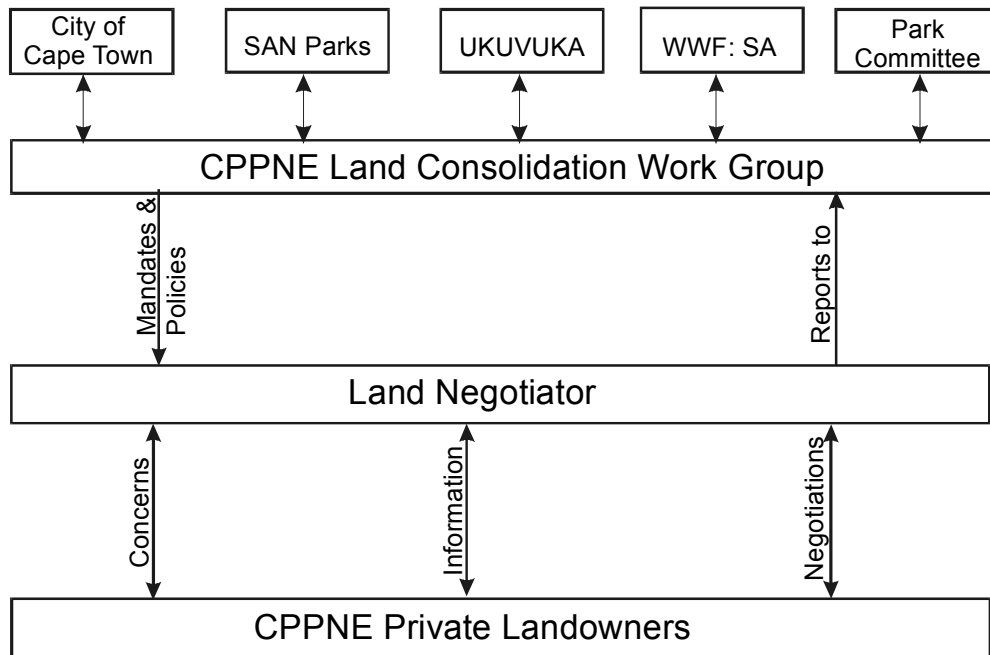 City of
Cape Town
SAN Parks
UKUVUKA
WWF: SA
Park
Committee
CPPNE Land Consolidation Work Group
Mandates &
Policies
Reports to
Land Negotiator
Concerns
Information
Negotiations
CPPNE Private Landowners